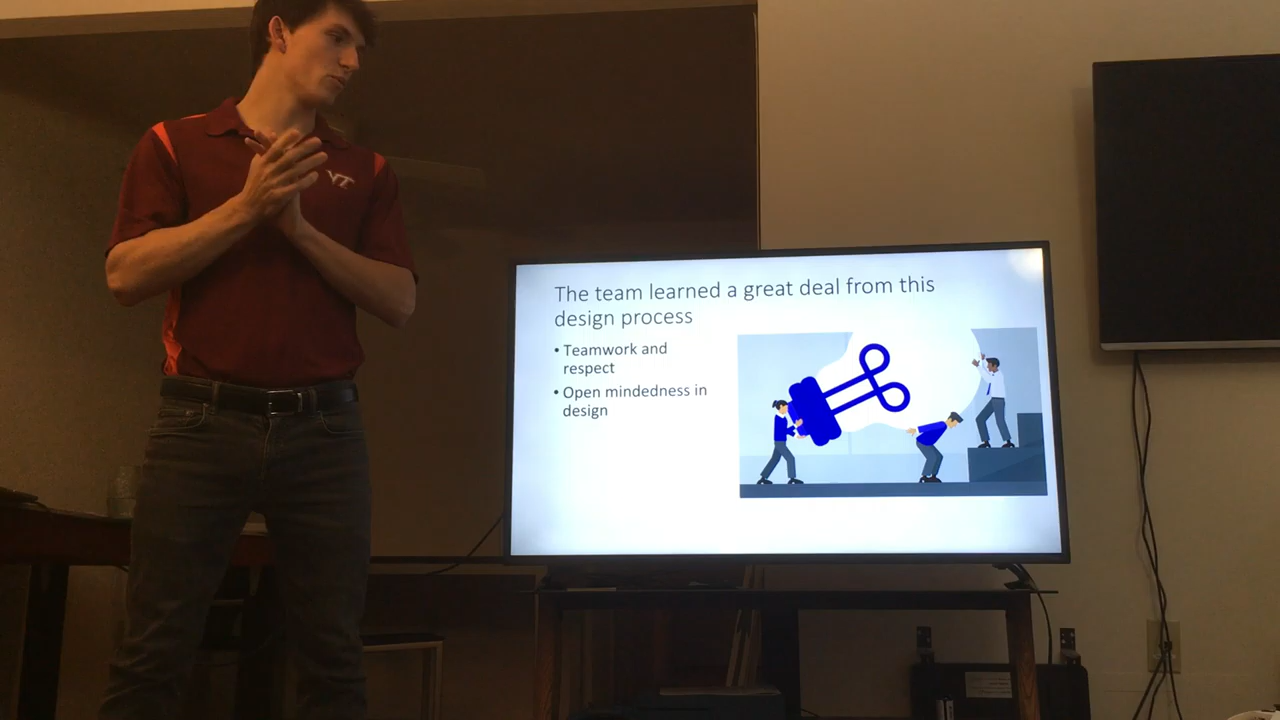 VT
The team learned a great deal from this
design process
• Teamwork and
respect
• Open mindedness in
design